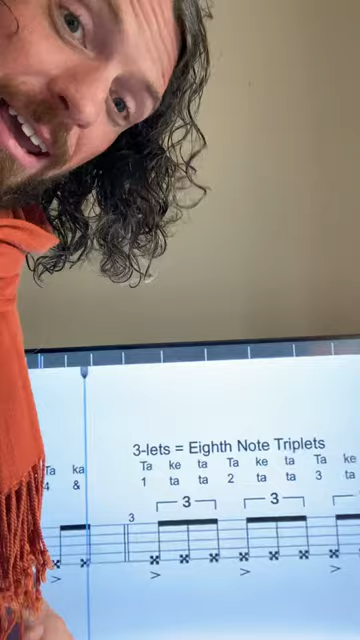 3-lets = Eighth Note Triplets
Ta ka Ta ke ta Ta ke ta Ta ke
4 & 1 ta ta 2 ta ta 3 ta
3 3 3
3
> > > >